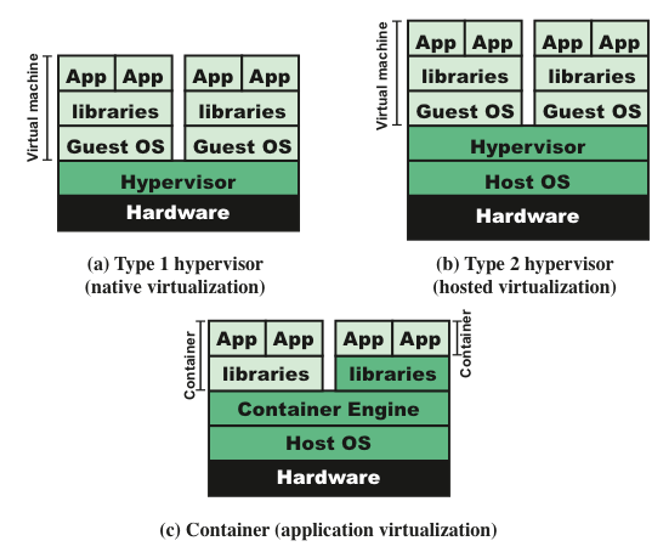 Virtual machine
App App App App
libraries libraries
Guest OS Guest OS
Hypervisor
Hardware
(a) Type 1 hypervisor
(native virtualization)
Virtual machine
App App App App
libraries libraries
Guest OS Guest OS
Hypervisor
Host OS
Hardware
(b) Type 2 hypervisor
(hosted virtualization)
Container
App App App App
Container
libraries libraries
Container Engine
Host OS
Hardware
(c) Container (application virtualization)